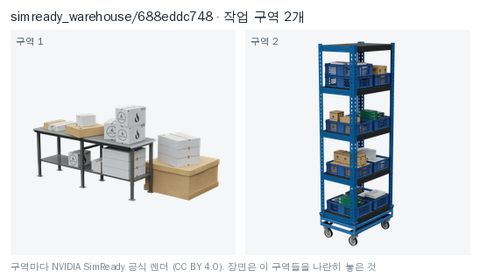 simready_warehouse/688eddc748 · 작업 구역 2개
구역 1
구역 2
구역마다 NVIDIA SimReady 공식 렌더 (CC BY 4.0). 장면은 이 구역들을 나란히 놓은 것